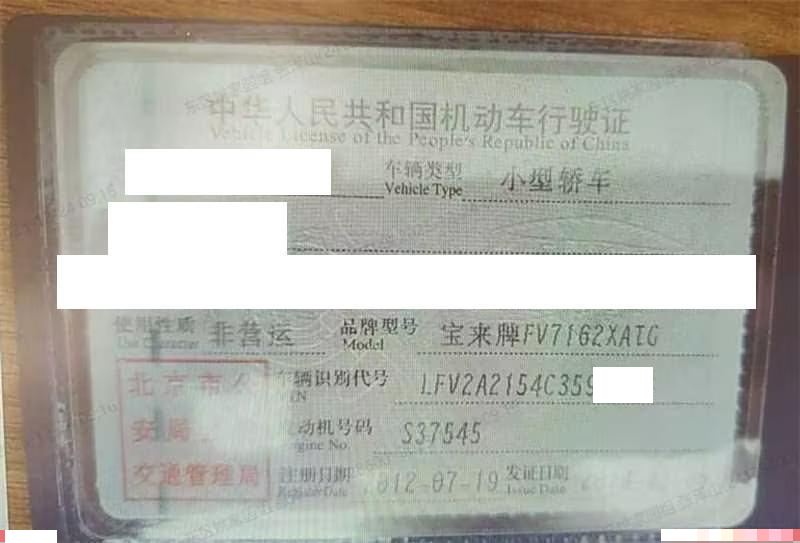 中华人民共和国机动车行驶证
Vehicle License of the People's Republic of China
车辆类型 小型轿车
Vehicle Type
使用性质 非营运 品牌型号 宝来牌FV7162XATG
Use Character Model
北京市公安局交通管理局
车辆识别代号 LFV2A2154C359
VIN
发动机号码 S37545
Engine No.
注册日期 2012-07-19 发证日期
Register Date Issue Date